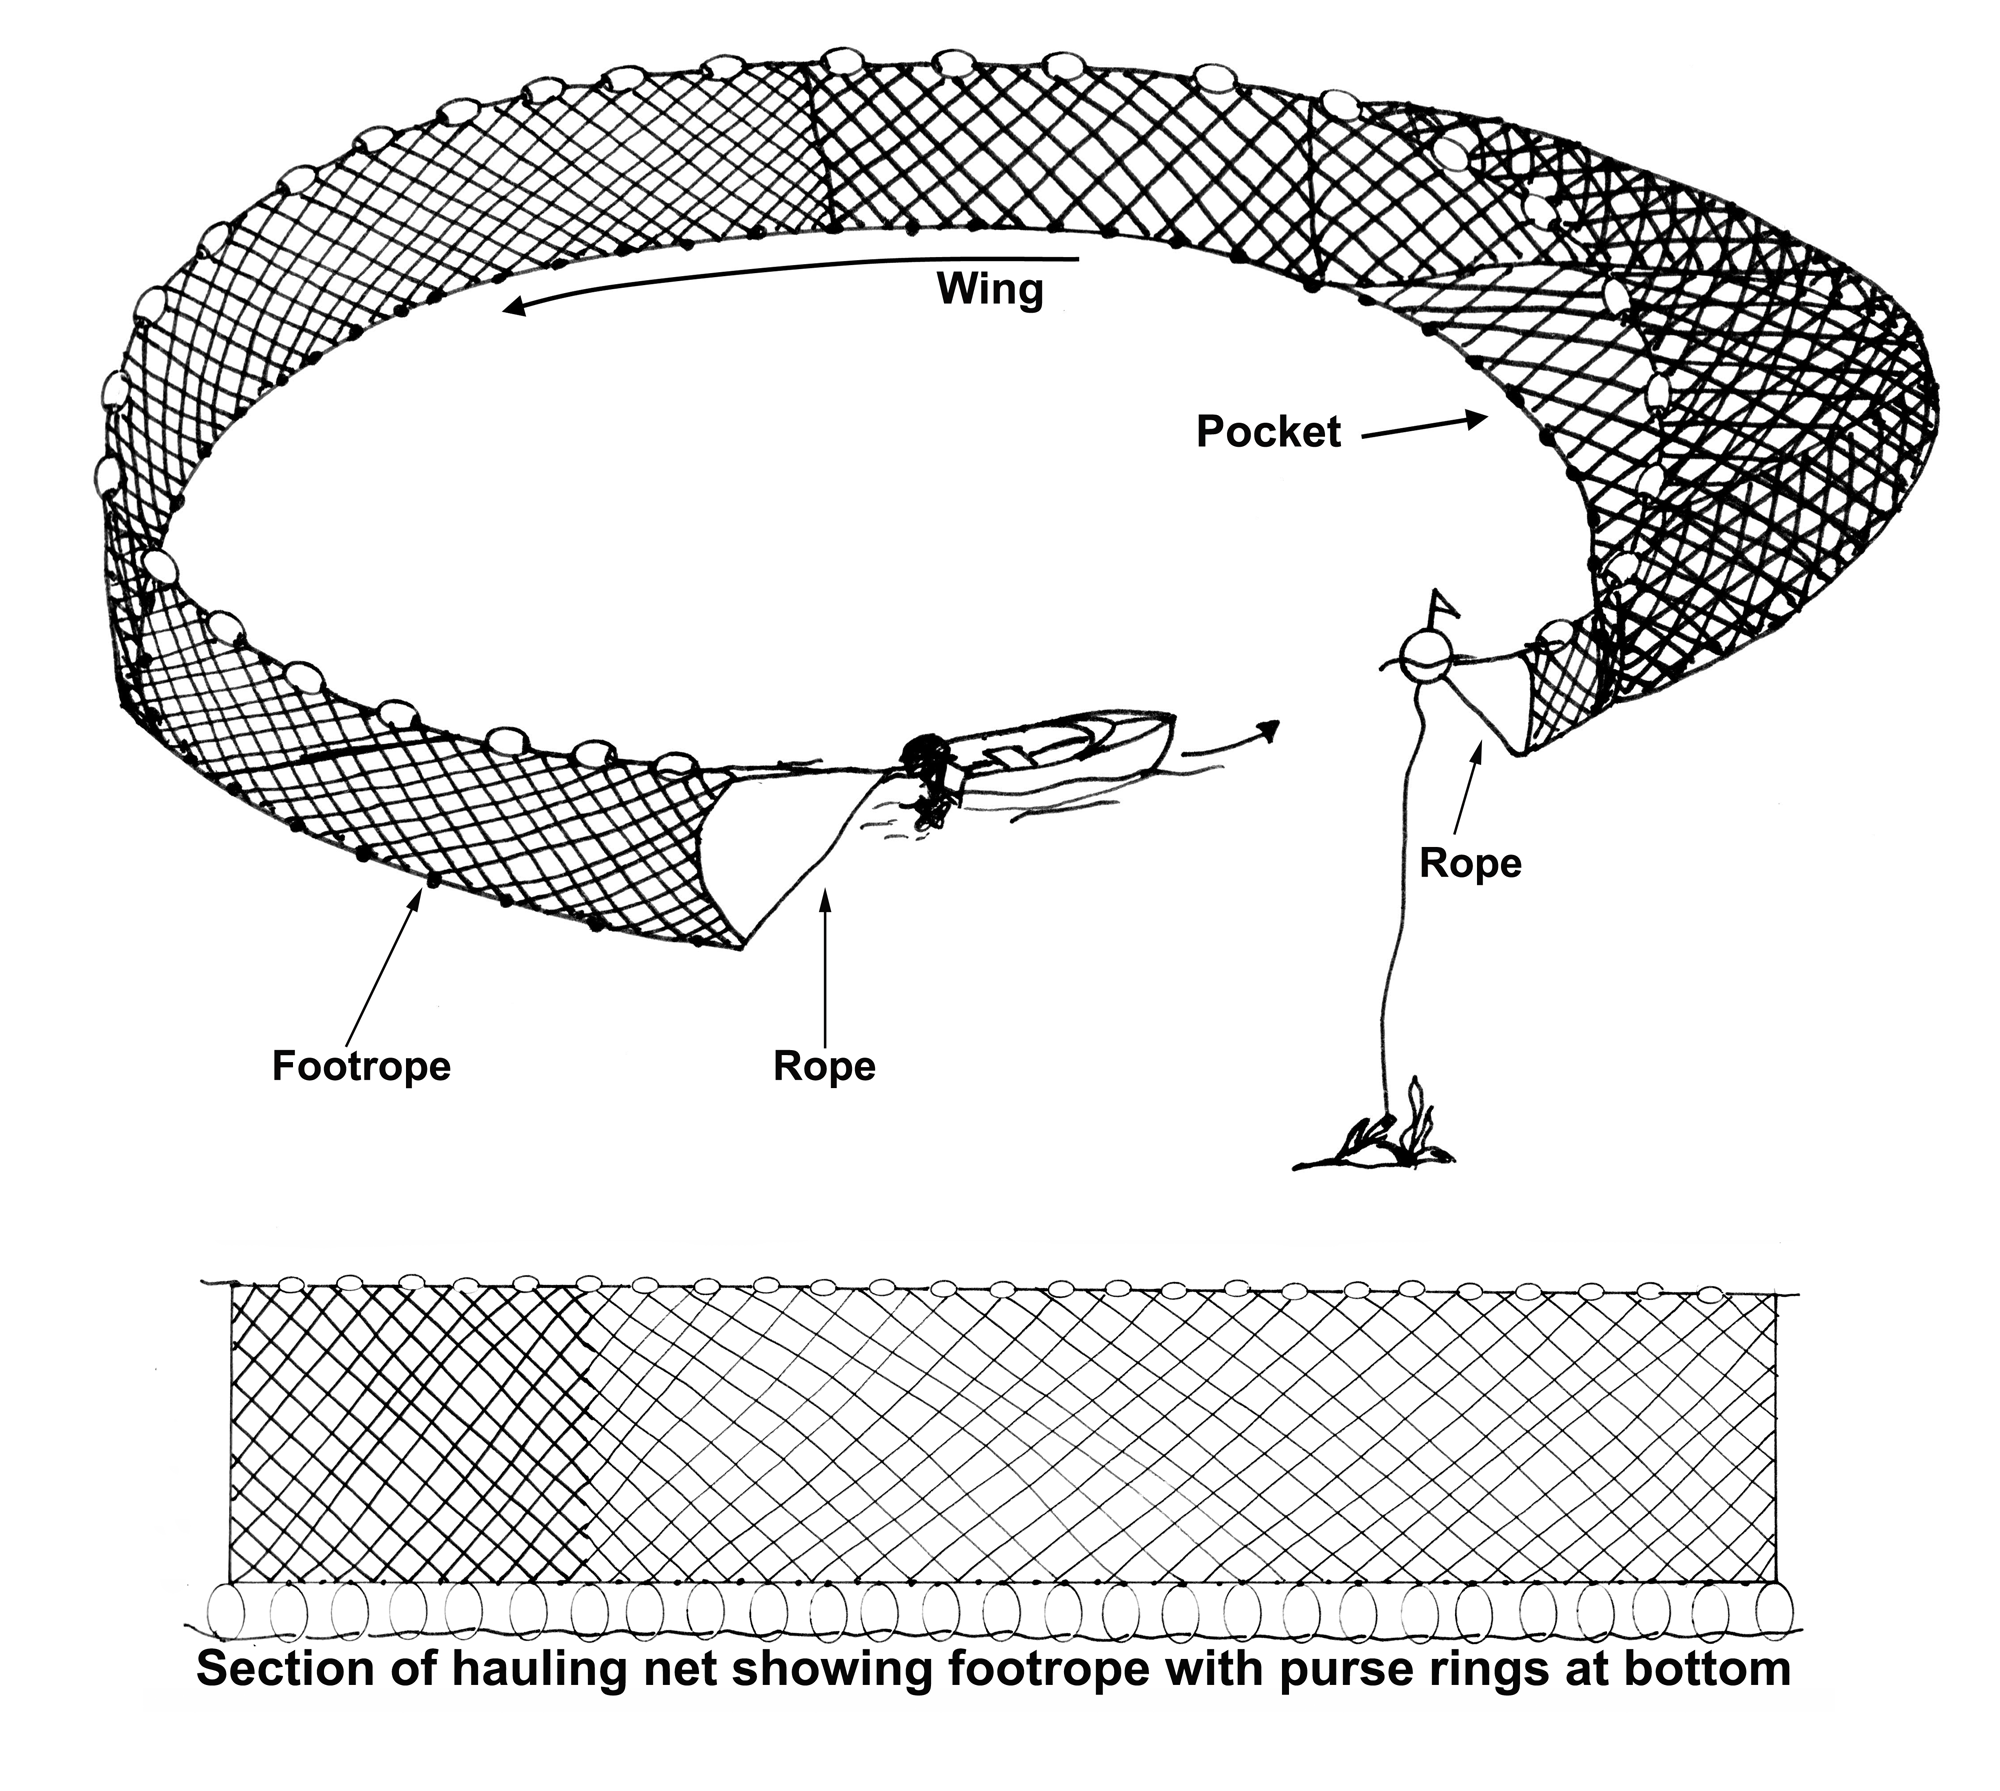 Wing
Pocket
Rope
Footrope
Rope
Section of hauling net showing footrope with purse rings at bottom